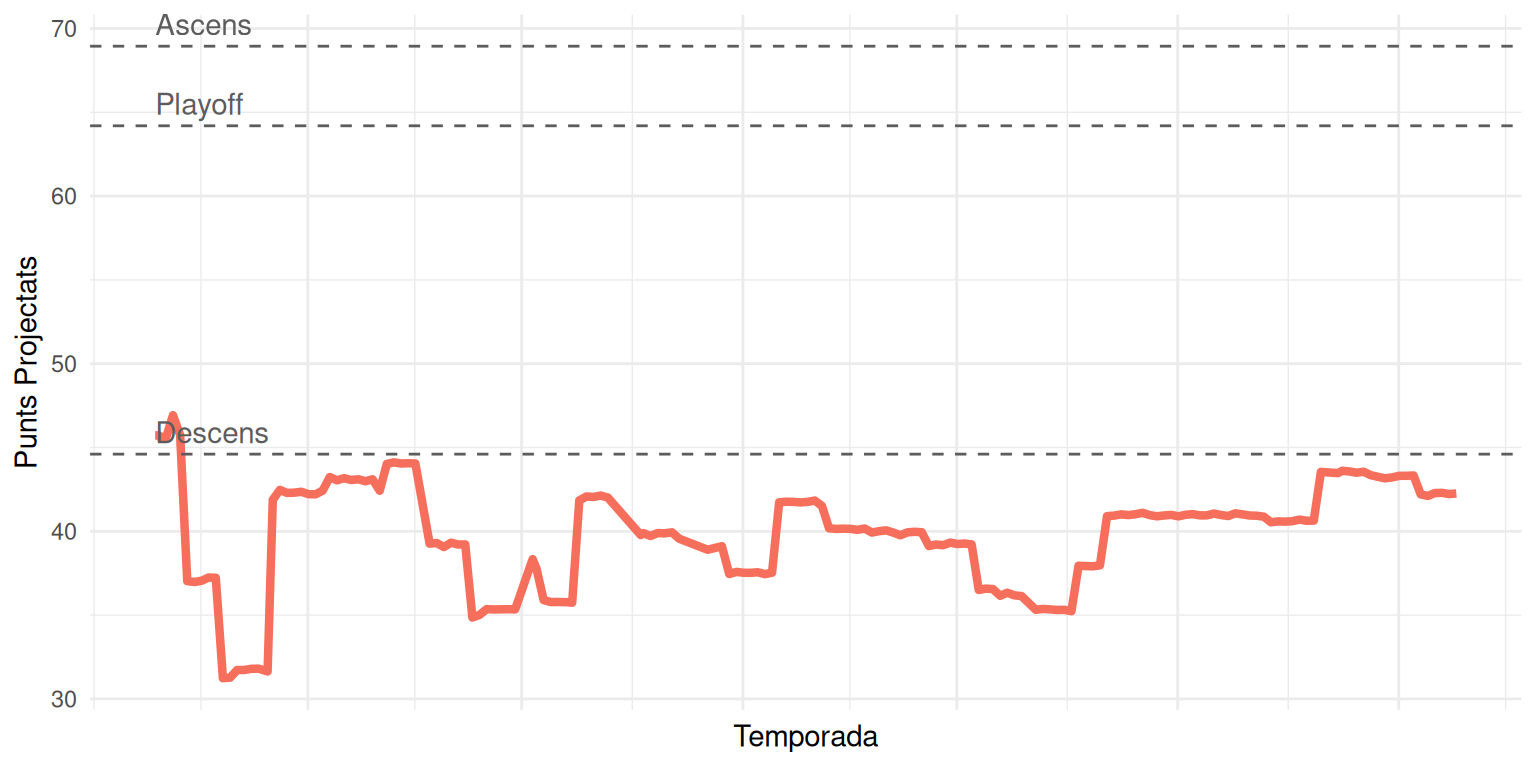 70
Ascens
Playoff
60
50
Descens
40
30
Punts Projectats
Temporada